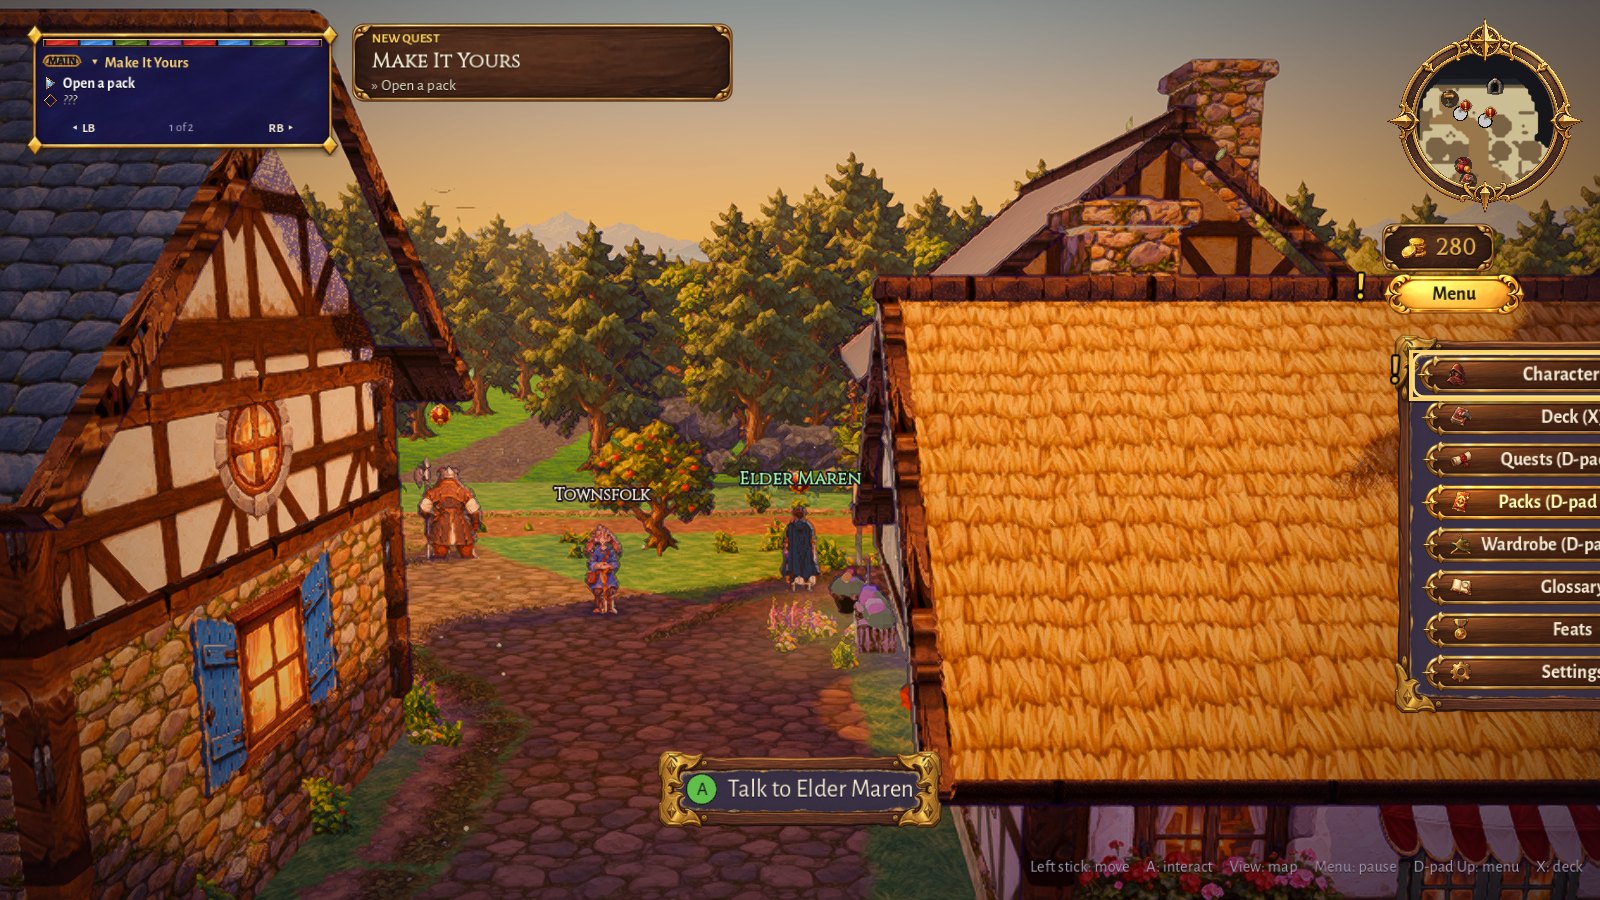 NEW QUEST
MAKE IT YOURS
» Open a pack
MAIN ▾ Make It Yours
Open a pack
???
◂ LB 1 of 2 RB ▸
280
! Menu
! Character
Deck (X
Quests (D-pa
Packs (D-pad
Wardrobe (D-pa
Glossary
Feats
Settings
ELDER MAREN
TOWNSFOLK
A Talk to Elder Maren
Left stick: move A: interact View: map Menu: pause D-pad Up: menu X: deck